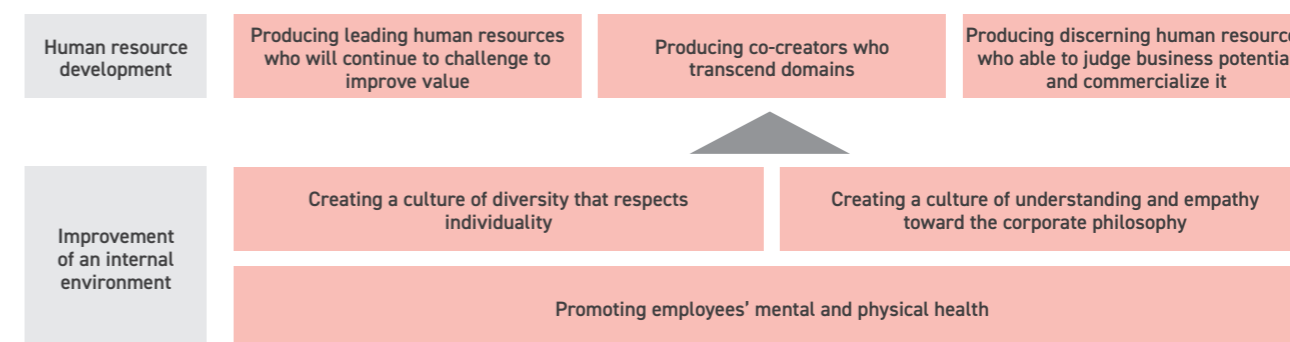 Human resource
development
Producing leading human resources
who will continue to challenge to
improve value
Producing co-creators who
transcend domains
Producing discerning human resource
who able to judge business potentia
and commercialize it
Improvement
of an internal
environment
Creating a culture of diversity that respects
individuality
Creating a culture of understanding and empathy
toward the corporate philosophy
Promoting employees’ mental and physical health